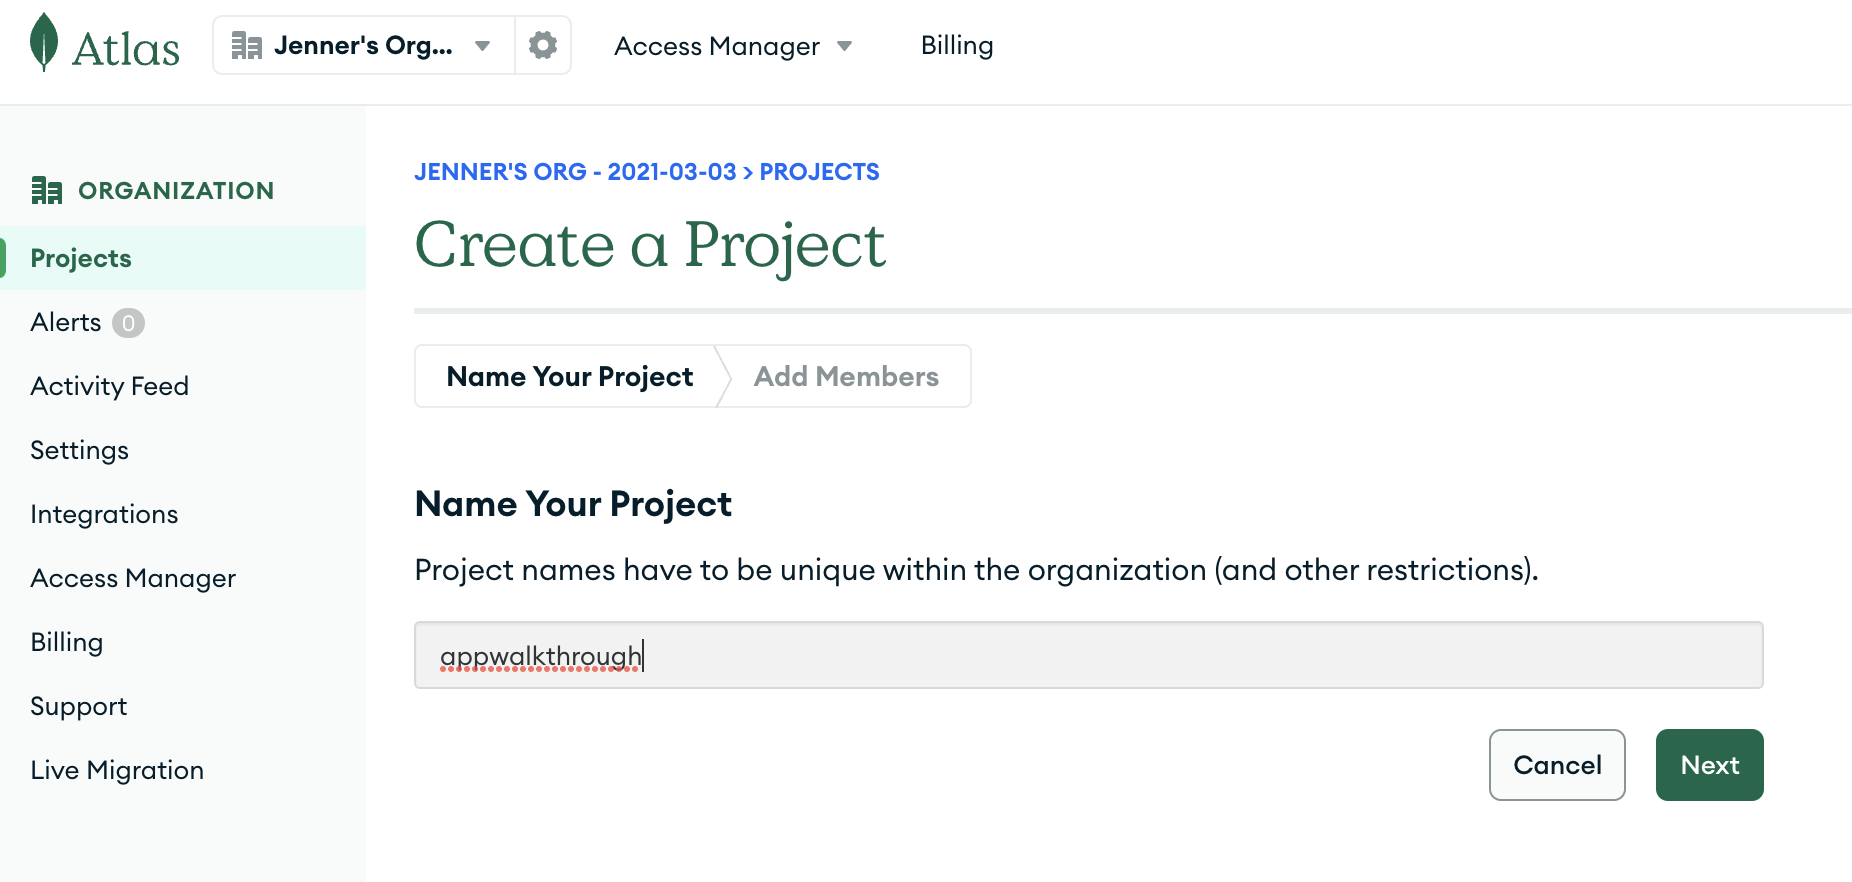 Atlas
Jenner's Org...
Access Manager
Billing
ORGANIZATION
Projects
Alerts 0
Activity Feed
Settings
Integrations
Access Manager
Billing
Support
Live Migration
JENNER'S ORG - 2021-03-03 > PROJECTS
Create a Project
Name Your Project
Add Members
Name Your Project
Project names have to be unique within the organization (and other restrictions).
appwalkthrough
Cancel
Next